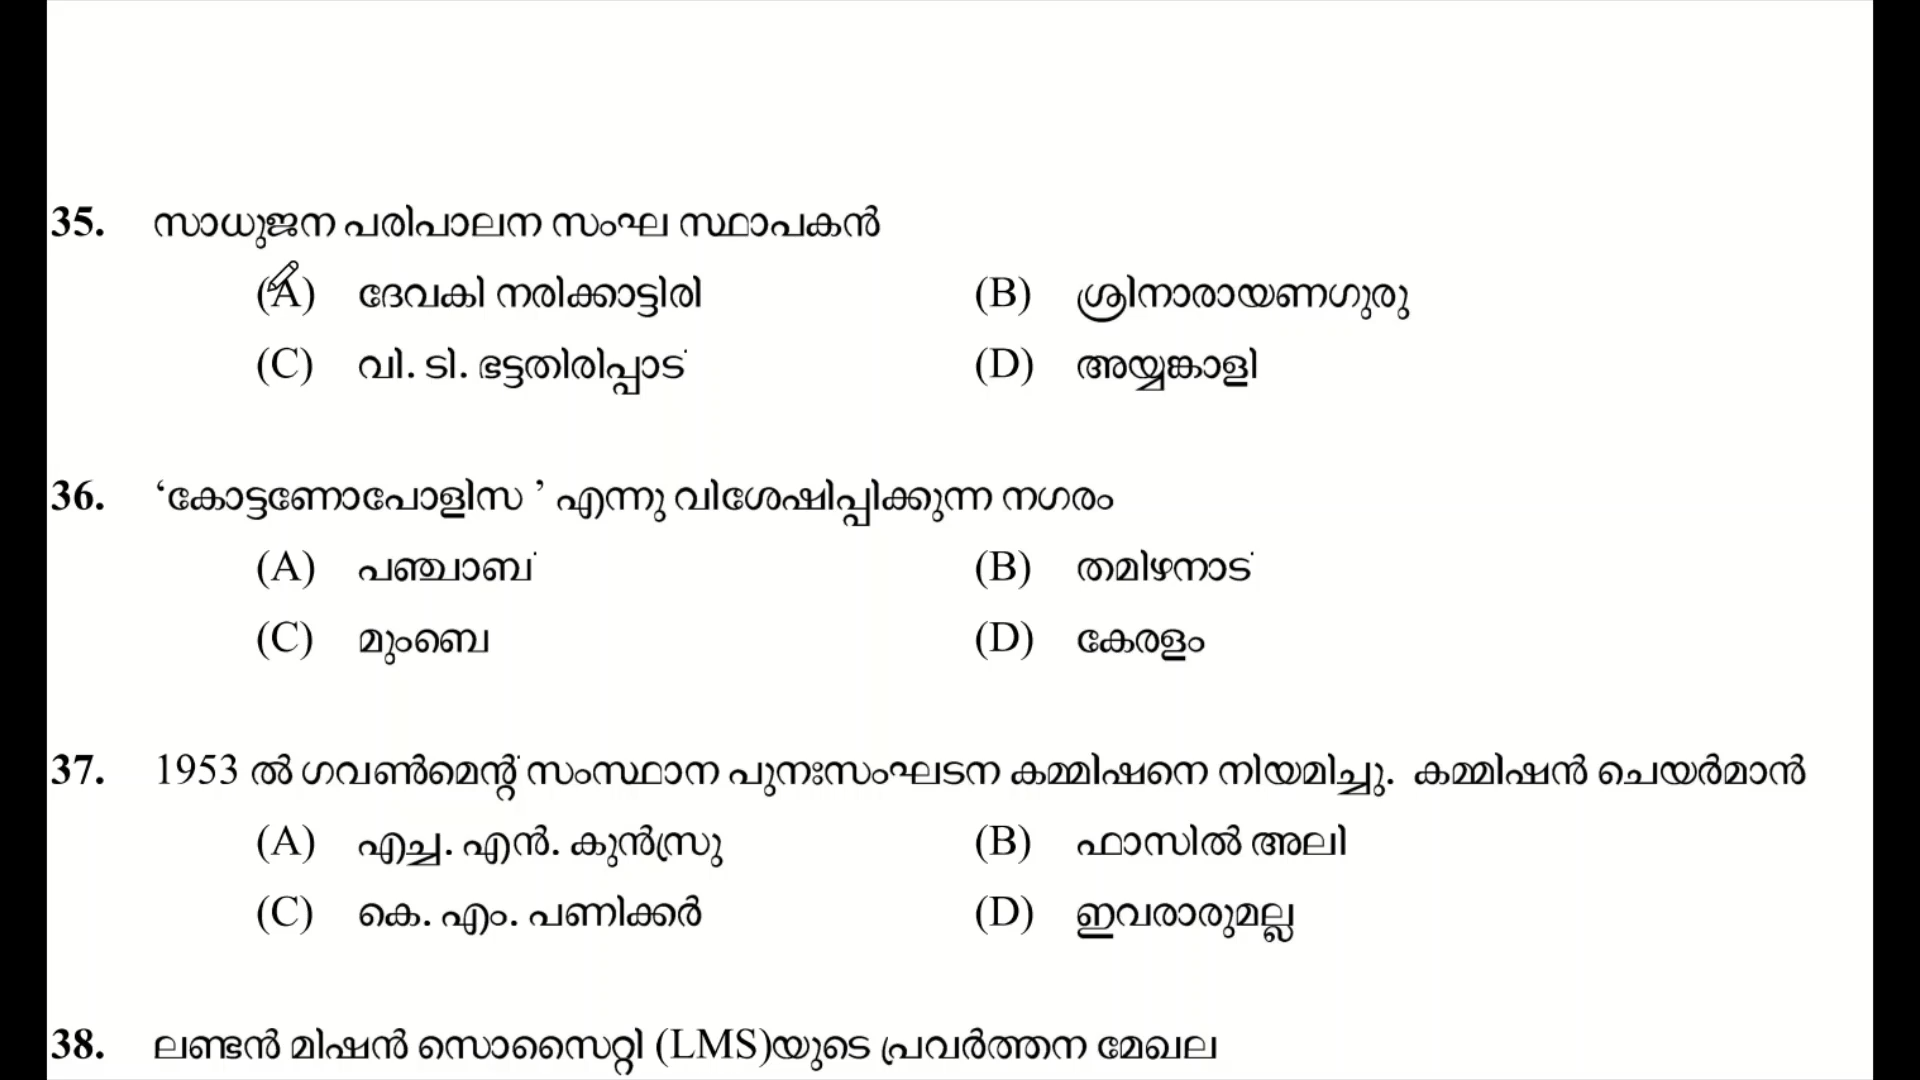 35. സാധുജന പരിപാലന സംഘ സ്ഥാപകൻ
(A) ദേവകി നരിക്കാട്ടിരി (B) ശ്രീനാരായണഗുരു
(C) വി. ടി. ഭട്ടതിരിപ്പാട് (D) അയ്യങ്കാളി
36. ‘കോട്ടണോപോളിസ ’ എന്നു വിശേഷിപ്പിക്കുന്ന നഗരം
(A) പഞ്ചാബ് (B) തമിഴനാട്
(C) മുംബെ (D) കേരളം
37. 1953 ൽ ഗവൺമെന്റ് സംസ്ഥാന പുനഃസംഘടന കമ്മിഷനെ നിയമിച്ചു. കമ്മിഷൻ ചെയർമാൻ
(A) എച്ച. എൻ. കുൻസ്രു (B) ഫാസിൽ അലി
(C) കെ. എം. പണിക്കർ (D) ഇവരാരുമല്ല
38. ലണ്ടൻ മിഷൻ സൊസൈറ്റി (LMS)യുടെ പ്രവർത്തന മേഖല